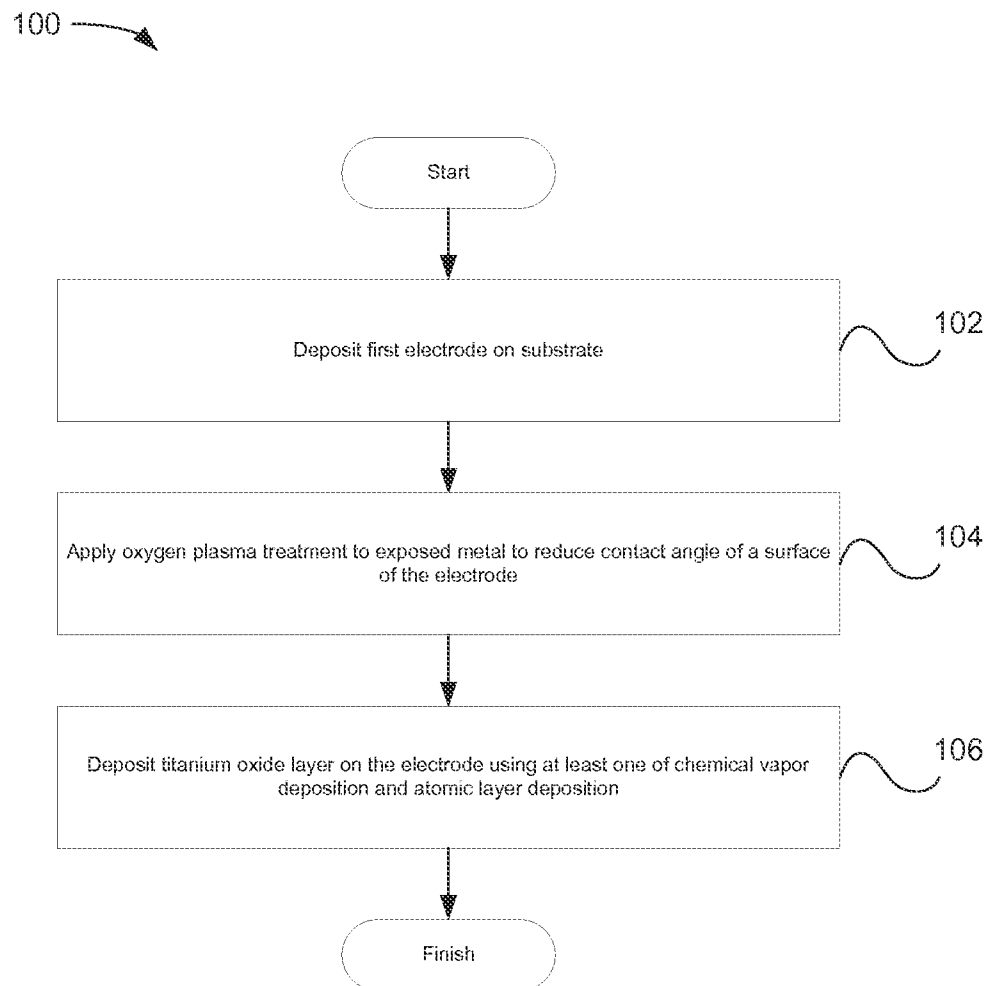 100
Start
Deposit first electrode on substrate
102
Apply oxygen plasma treatment to exposed metal to reduce contact angle of a surface
of the electrode
104
Deposit titanium oxide layer on the electrode using at least one of chemical vapor
deposition and atomic layer deposition
106
Finish